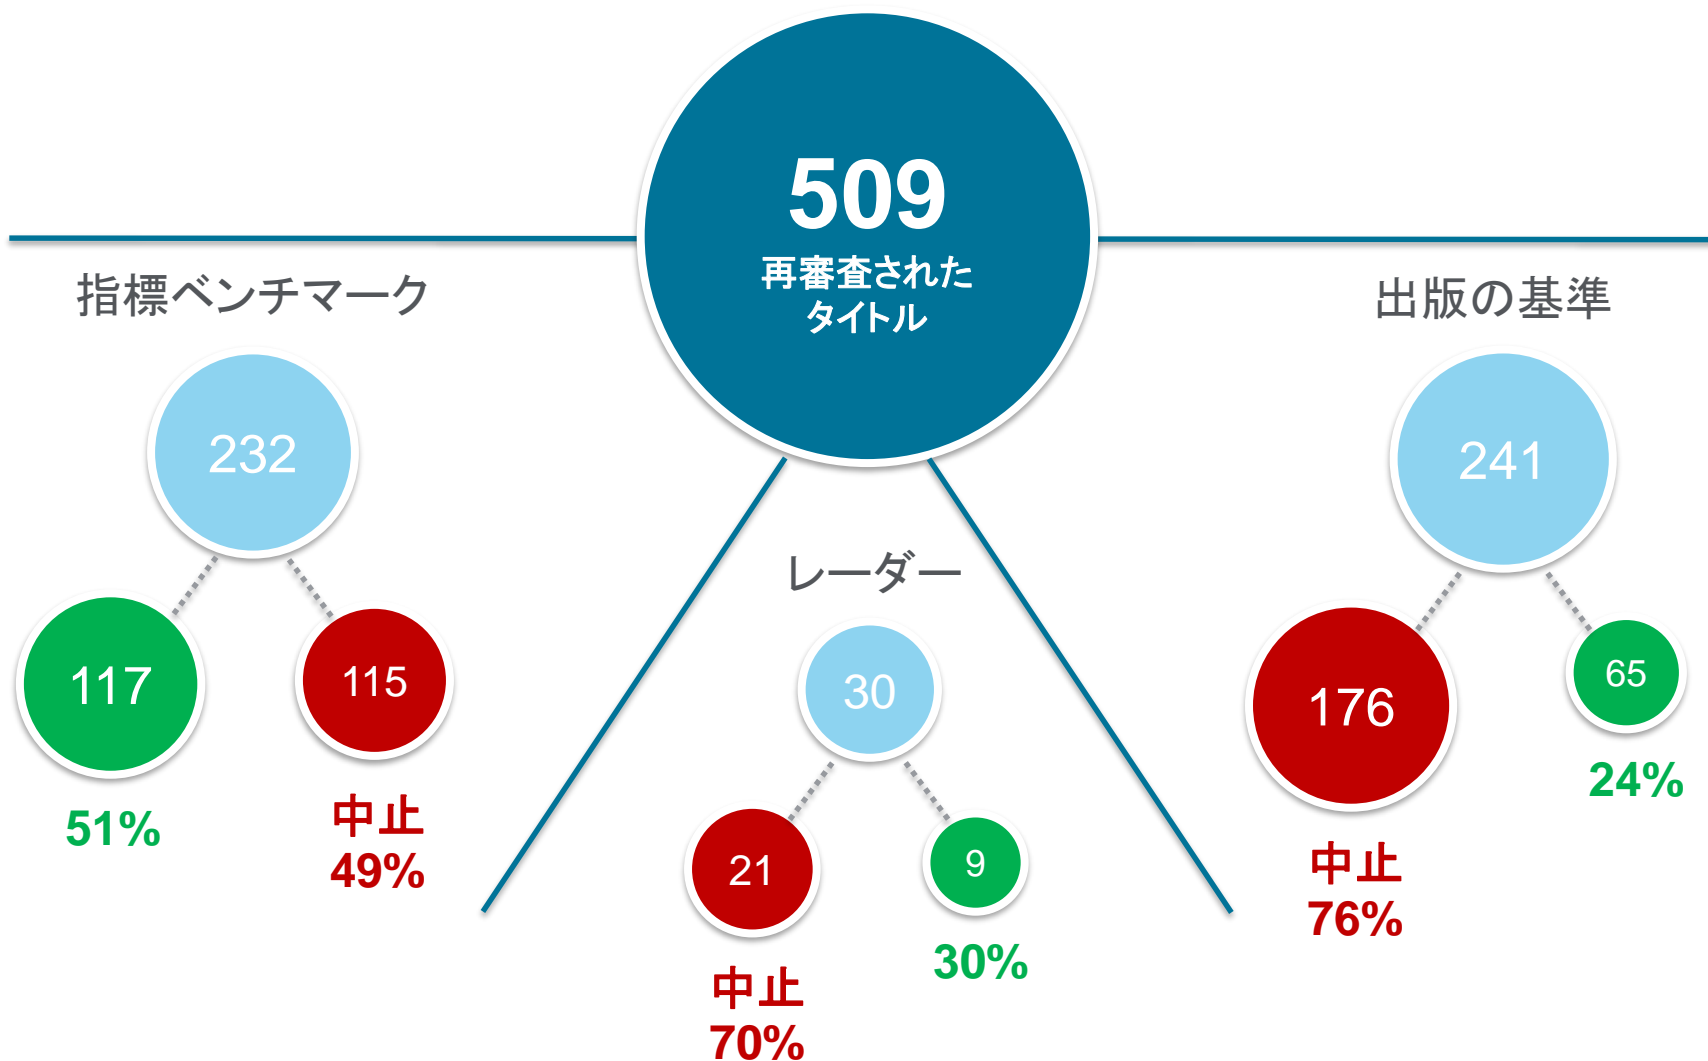 509
再審査された
タイトル
指標ベンチマーク
232
117
115
51%
中止
49%
レーダー
30
21
9
中止
70%
30%
出版の基準
241
176
65
中止
76%
24%